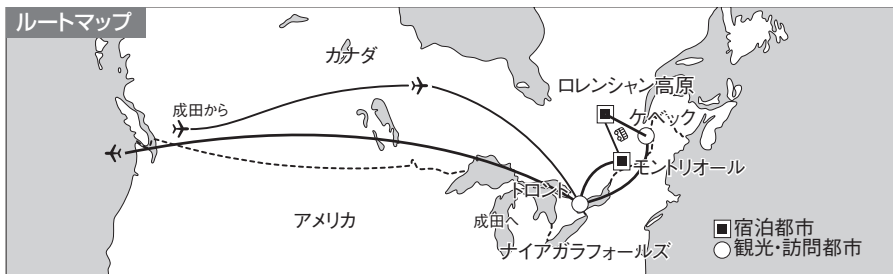 ルートマップ
カナダ
ロレンシャン高原
成田から
ケベック
モントリオール
トロント
アメリカ
成田へ
ナイアガラフォールズ
宿泊都市
観光・訪問都市